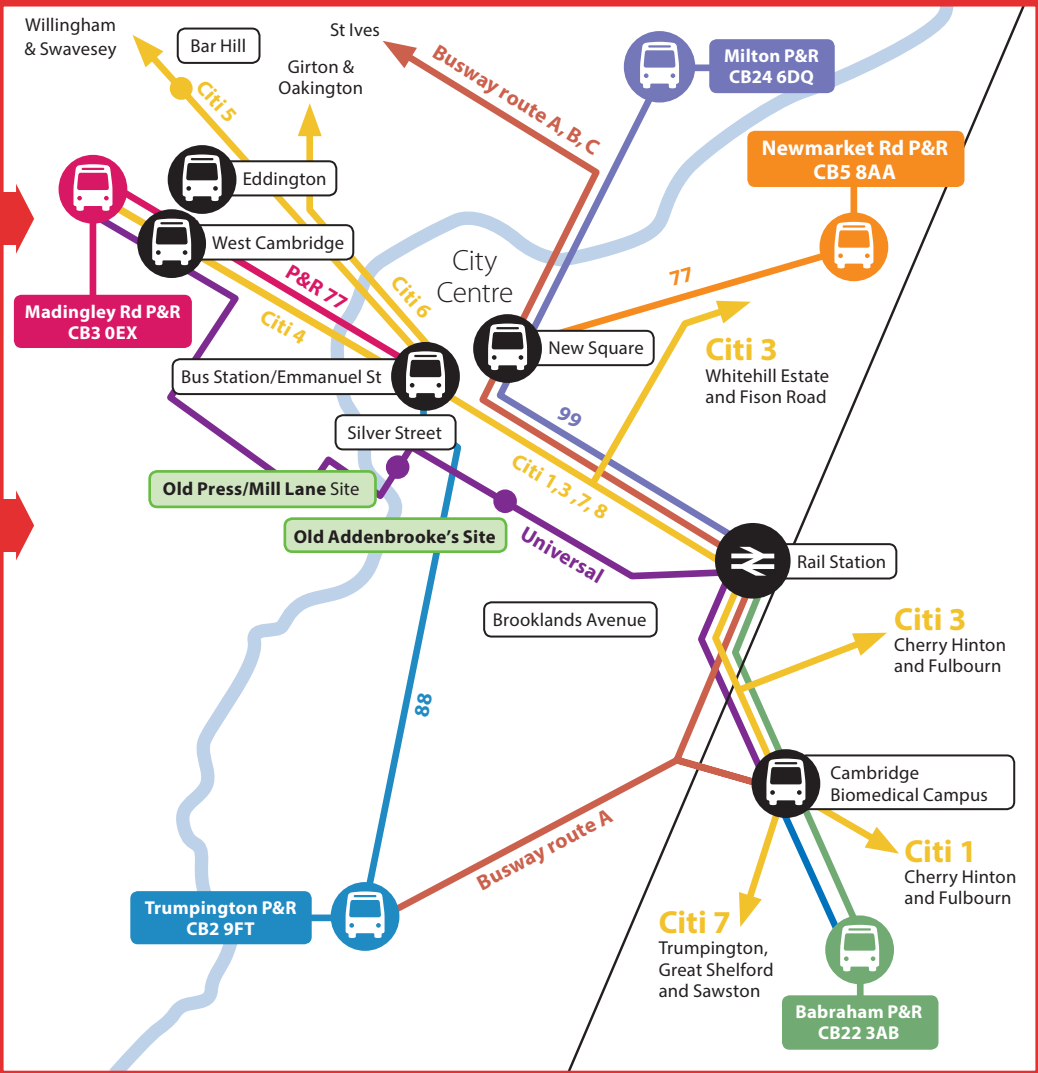 Willingham
& Swavesey
Bar Hill
St Ives
Girton &
Oakington
Citi 5
Busway route A, B, C
Milton P&R
CB24 6DQ
Newmarket Rd P&R
CB5 8AA
Eddington
West Cambridge
Madingley Rd P&R
CB3 0EX
P&R 77
Citi 4
Citi 6
City
Centre
77
New Square
Citi 3
Whitehill Estate
and Fison Road
Bus Station/Emmanuel St
Silver Street
99
Citi 1,3 ,7, 8
Old Press/Mill Lane Site
Old Addenbrooke's Site
Universal
Rail Station
Brooklands Avenue
Citi 3
Cherry Hinton
and Fulbourn
88
Cambridge
Biomedical Campus
Busway route A
Citi 1
Cherry Hinton
and Fulbourn
Trumpington P&R
CB2 9FT
Citi 7
Trumpington,
Great Shelford
and Sawston
Babraham P&R
CB22 3AB